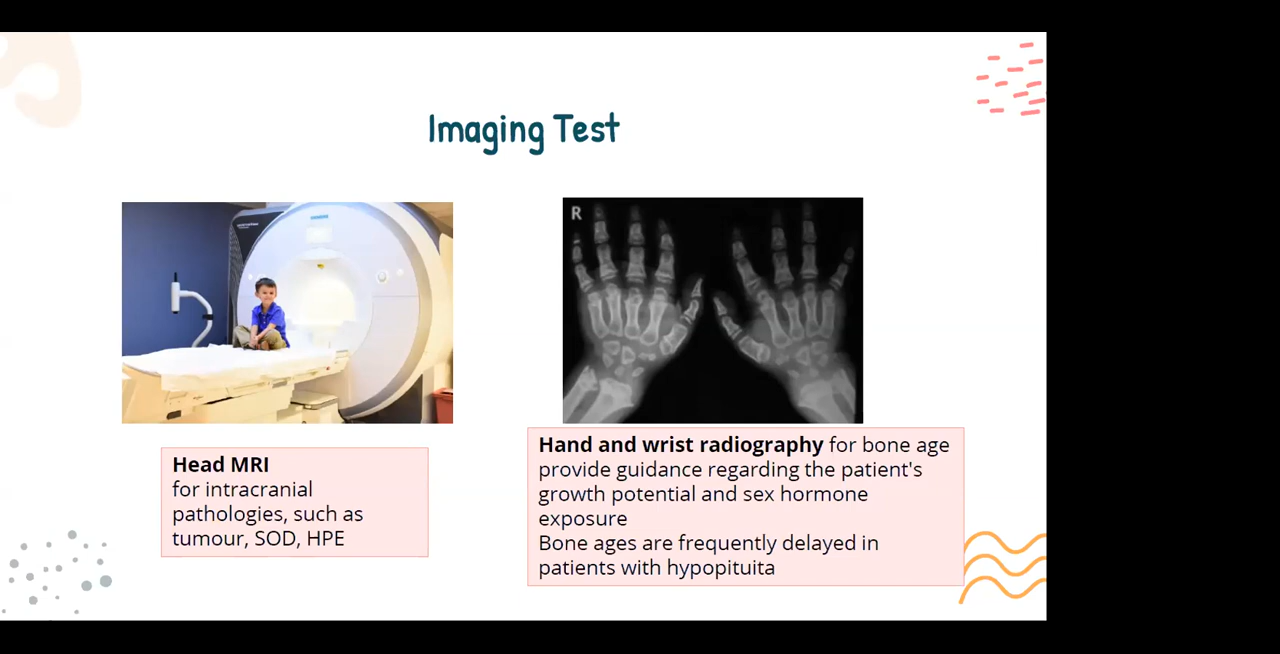 Imaging Test
R
Head MRI
for intracranial
pathologies, such as
tumour, SOD, HPE
Hand and wrist radiography for bone age
provide guidance regarding the patient's
growth potential and sex hormone
exposure
Bone ages are frequently delayed in
patients with hypopituita